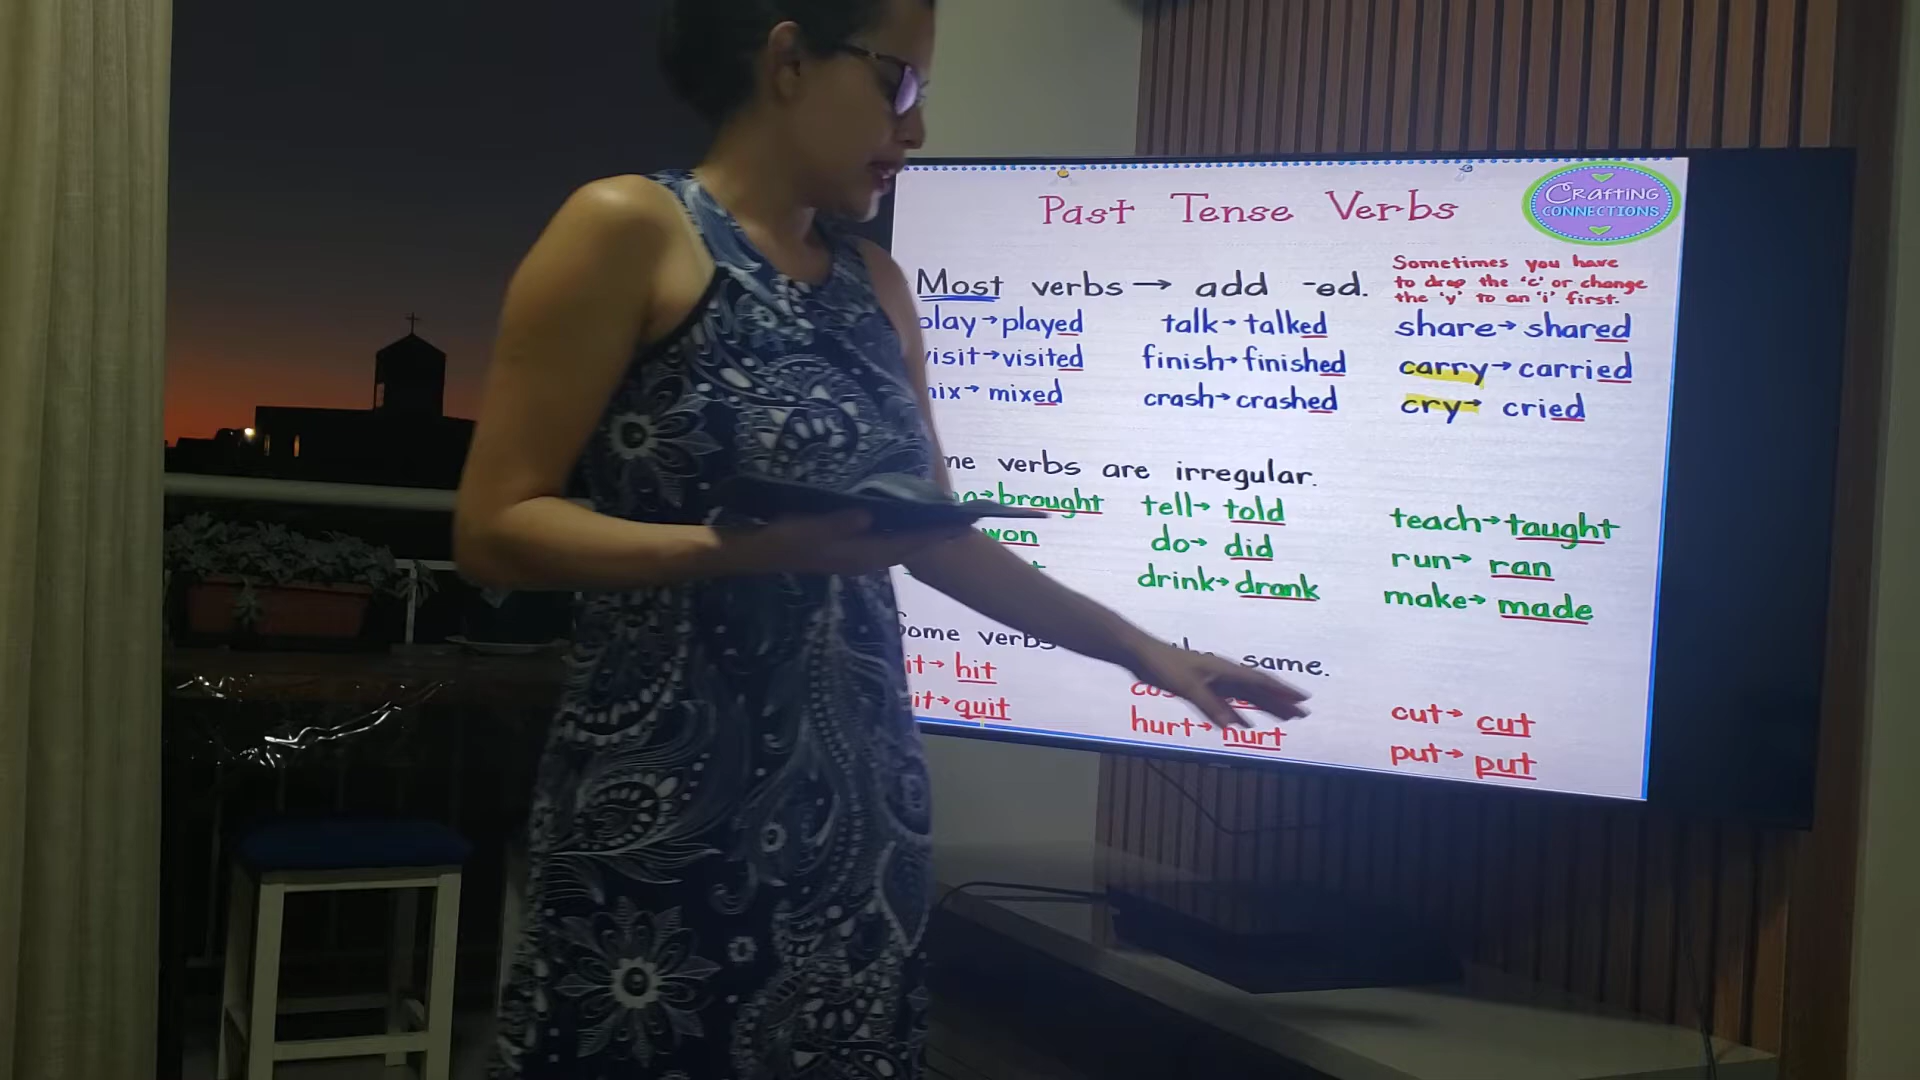 Past Tense Verbs
CRAFTING
CONNECTIONS
Most verbs → add -ed.
Sometimes you have
to drop the 'e' or change
the 'y' to an 'i' first.
play → played talk → talked share → shared
visit → visited finish → finished carry → carried
mix → mixed crash → crashed cry → cried
verbs are irregular.
→ brought tell → told teach → taught
won do → did run → ran
drink → drank make → made
Some verbs same.
→ hit cut → cut
→ quit hurt → hurt put → put